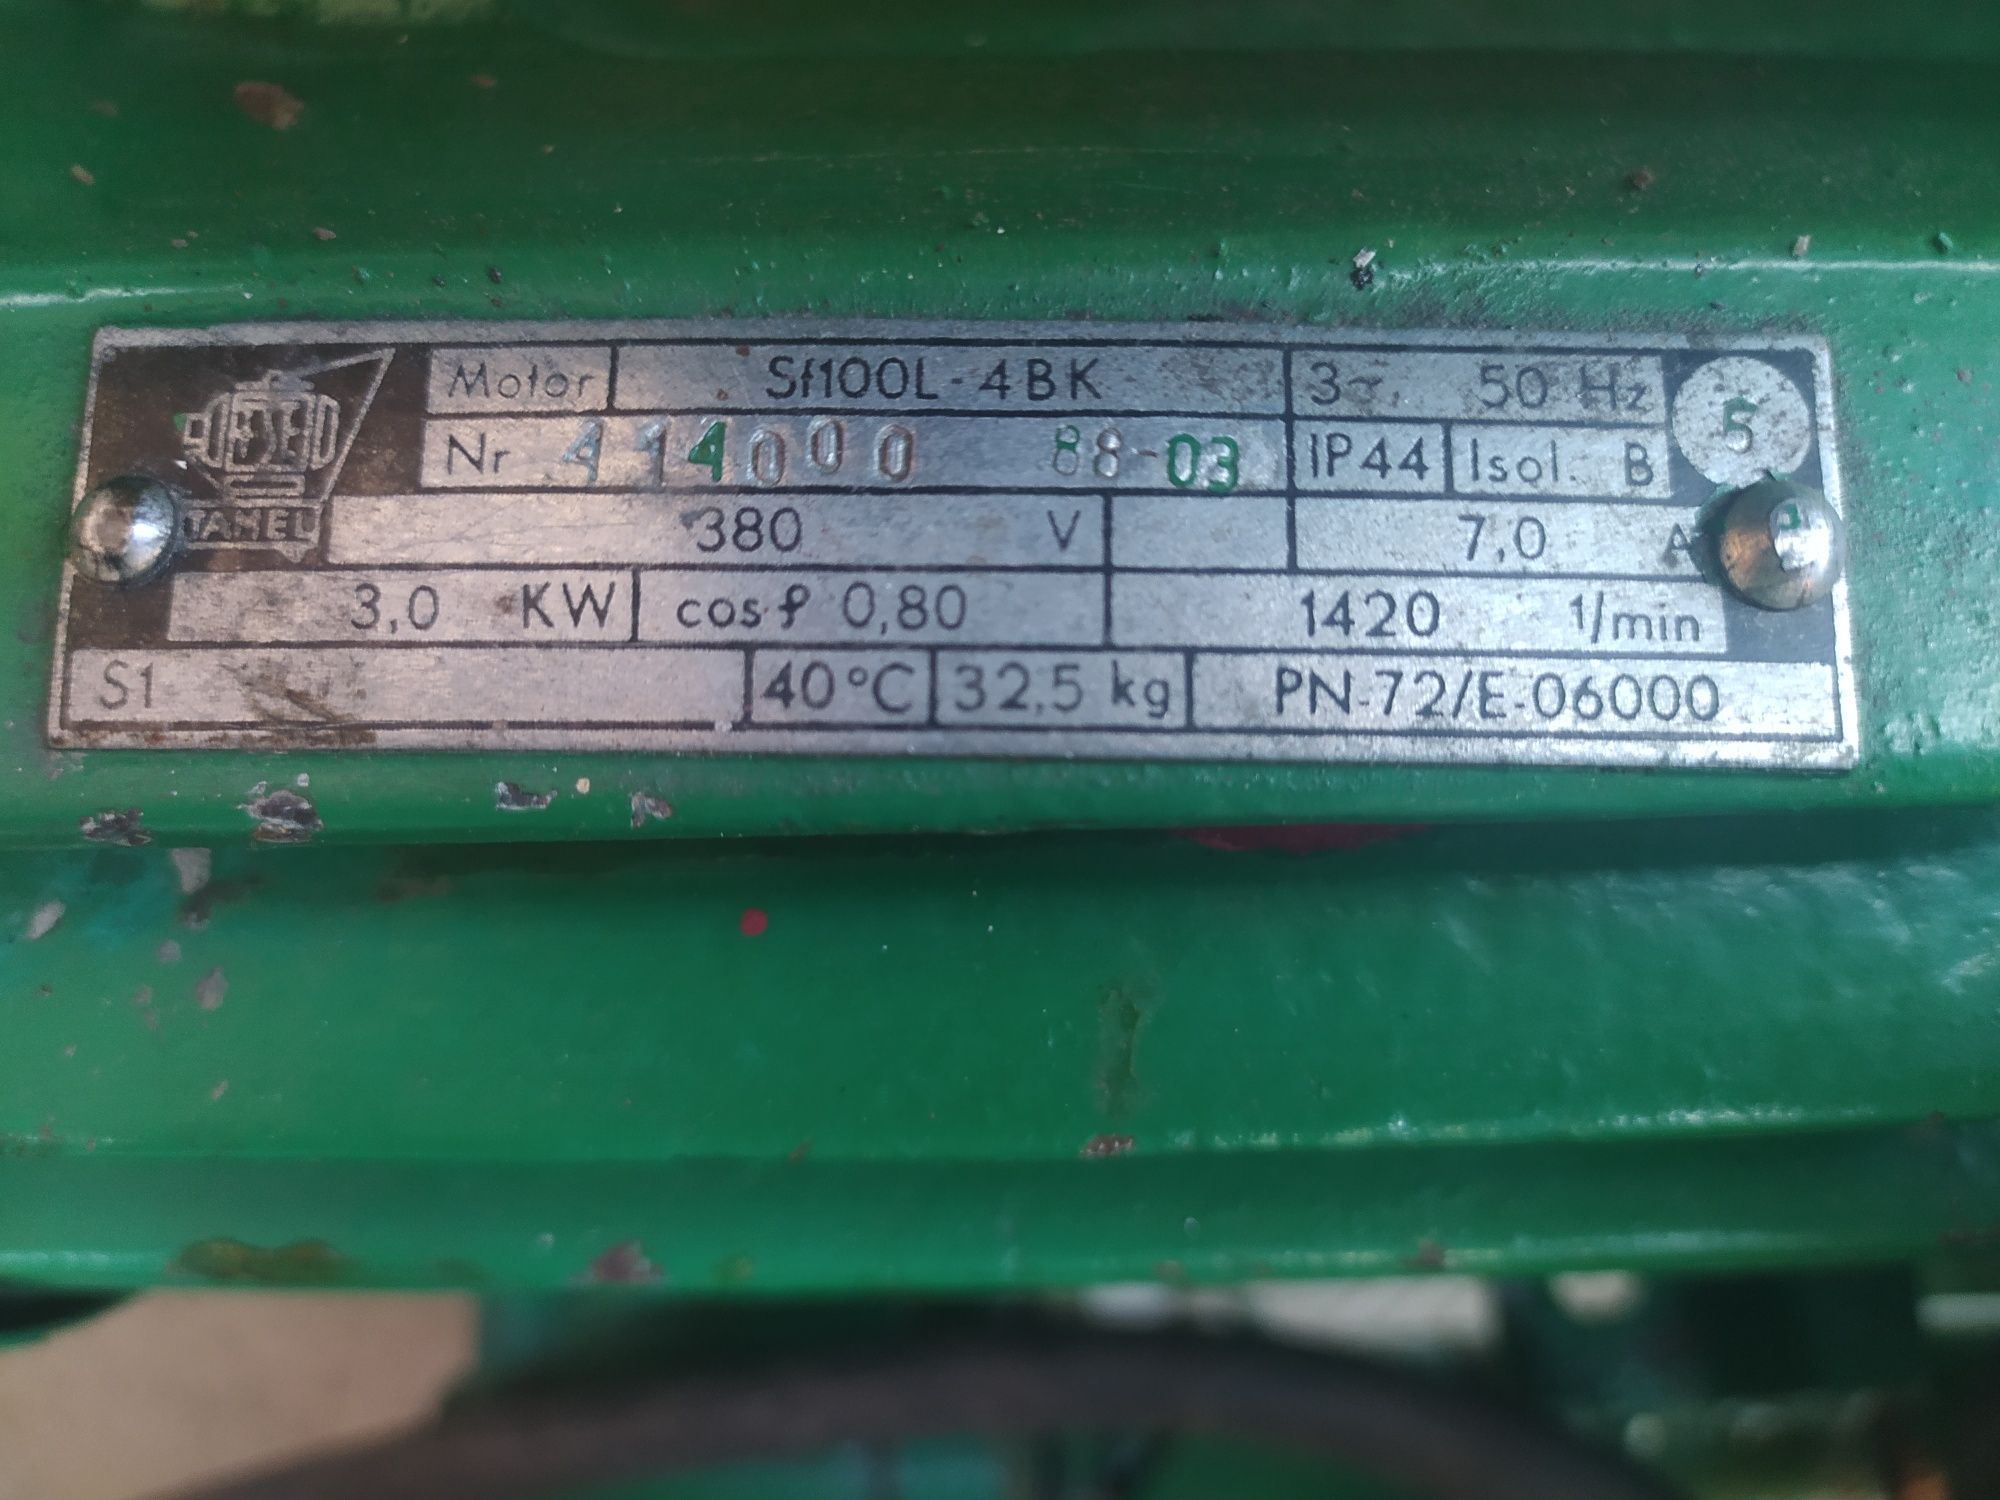 Motor Sf100L-4BK 3~ 50 Hz 5
Nr 414000 88-03 IP44 Isol. B
TAMEL 380 V 7,0 A
3,0 KW cos φ 0,80 1420 1/min
S1 40°C 32,5 kg PN-72/E-06000